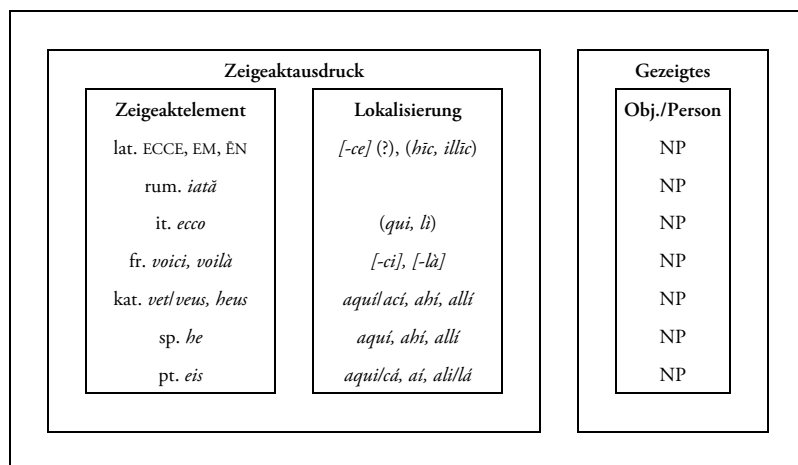 Zeigeaktausdruck Gezeigtes
Zeigeaktelement Lokalisierung Obj./Person
lat. ECCE, EM, ĒN [-ce] (?), (hīc, illīc) NP
rum. iată NP
it. ecco (qui, lì) NP
fr. voici, voilà [-ci], [-là] NP
kat. vet/veus, heus aquí/ací, ahí, allí NP
sp. he aquí, ahí, allí NP
pt. eis aqui/cá, aí, ali/lá NP